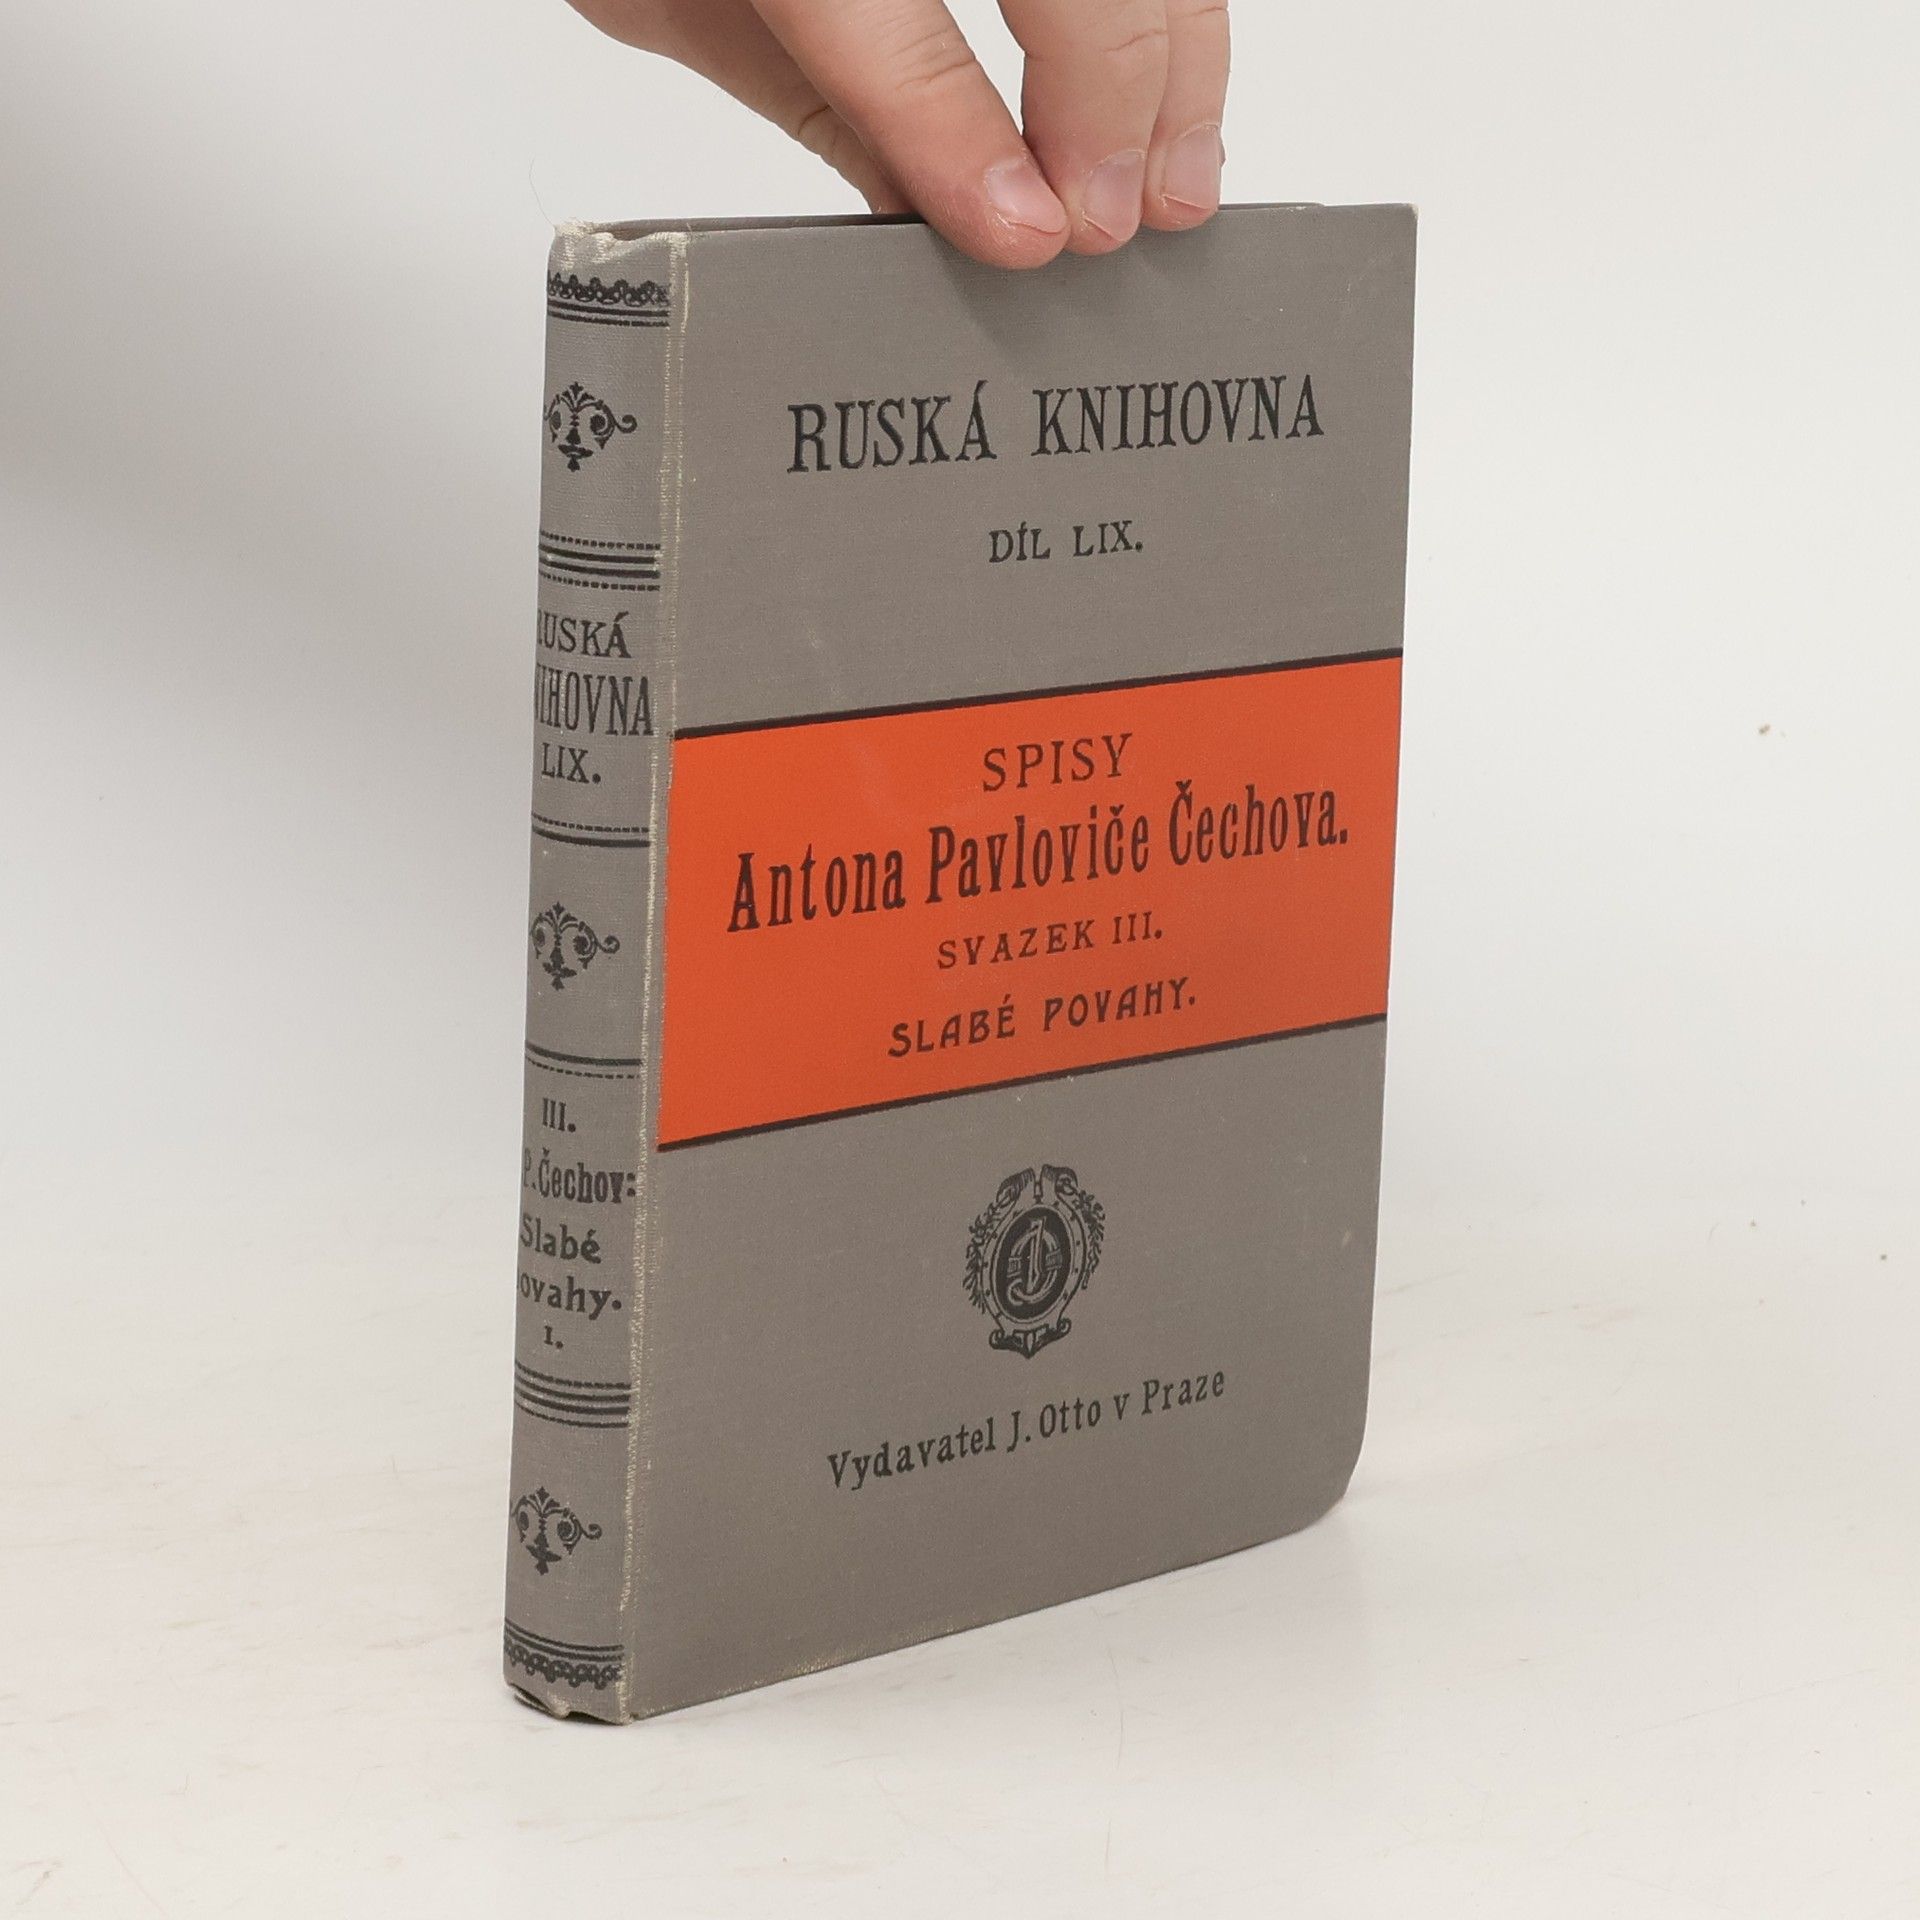 RUSKÁ KNIHOVNA
DÍL LIX.
SPISY
Antona Pavloviče Čechova.
SVAZEK III.
SLABÉ POVAHY.
Vydavatel J. Otto v Praze
RUSKÁ
KNIHOVNA
LIX.
III.
P. Čechov:
Slabé
povahy.
I.